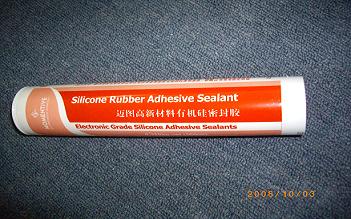 MOMENTIVE
Silicone Rubber Adhesive Sealant
迈图高新材料有机硅密封胶
Electronic Grade Silicone Adhesive Sealants
2008/10/03